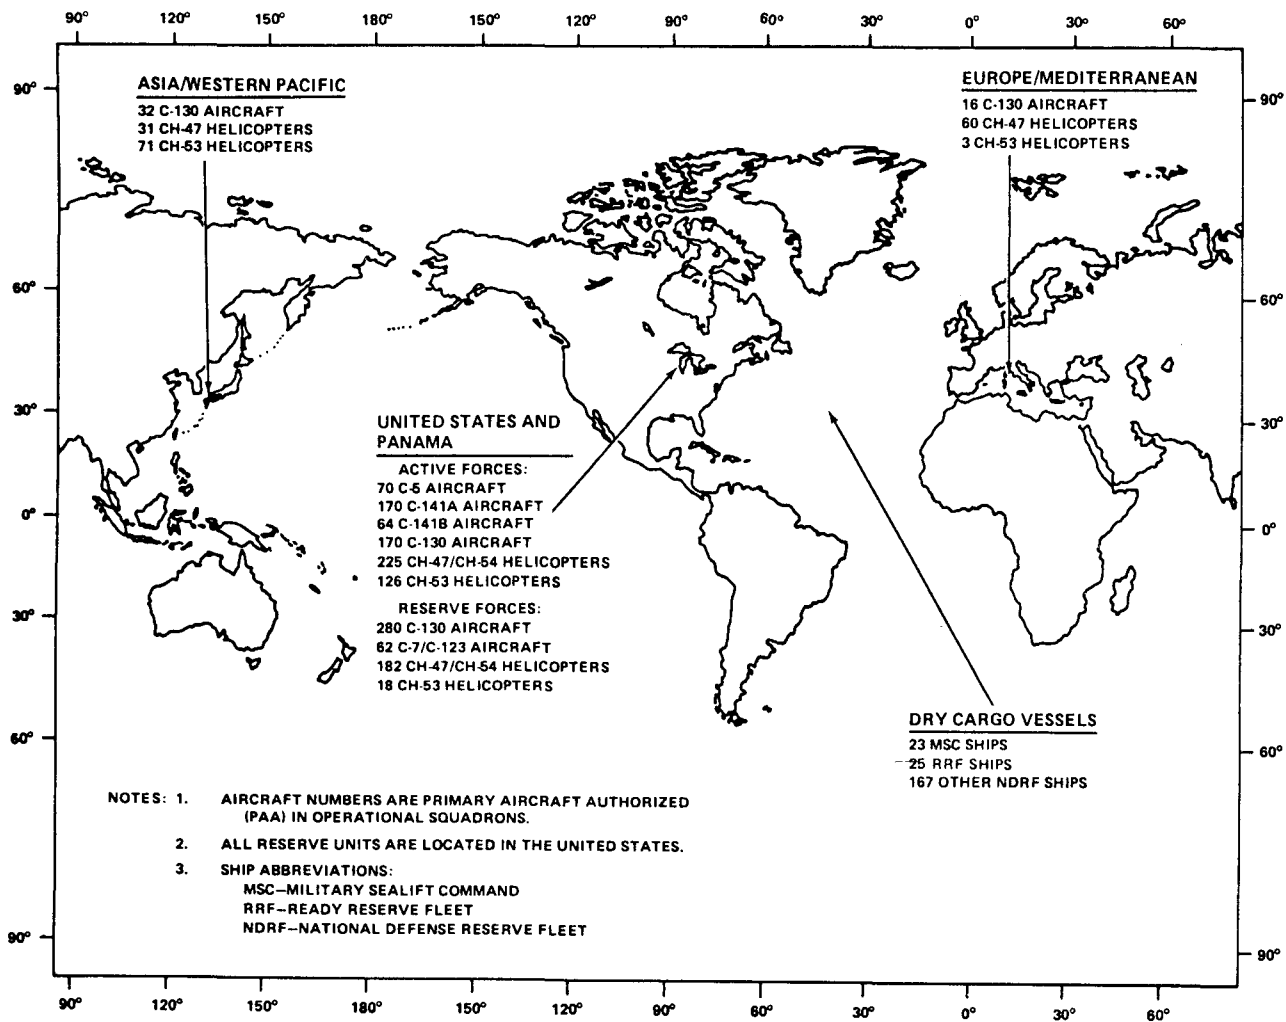 90° 120° 150° 180° 150° 120° 90° 60° 30° 0° 30° 60°
ASIA/WESTERN PACIFIC
32 C-130 AIRCRAFT
31 CH-47 HELICOPTERS
71 CH-53 HELICOPTERS
EUROPE/MEDITERRANEAN
16 C-130 AIRCRAFT
60 CH-47 HELICOPTERS
3 CH-53 HELICOPTERS
90° 90°
60° 60°
30° 30°
0° 0°
30° 30°
60° 60°
90° 90°
UNITED STATES AND
PANAMA
ACTIVE FORCES:
70 C-5 AIRCRAFT
170 C-141A AIRCRAFT
64 C-141B AIRCRAFT
170 C-130 AIRCRAFT
225 CH-47/CH-54 HELICOPTERS
126 CH-53 HELICOPTERS
RESERVE FORCES:
280 C-130 AIRCRAFT
62 C-7/C-123 AIRCRAFT
182 CH-47/CH-54 HELICOPTERS
18 CH-53 HELICOPTERS
DRY CARGO VESSELS
23 MSC SHIPS
25 RRF SHIPS
167 OTHER NDRF SHIPS
NOTES: 1. AIRCRAFT NUMBERS ARE PRIMARY AIRCRAFT AUTHORIZED
(PAA) IN OPERATIONAL SQUADRONS.
2. ALL RESERVE UNITS ARE LOCATED IN THE UNITED STATES.
3. SHIP ABBREVIATIONS:
MSC–MILITARY SEALIFT COMMAND
RRF–READY RESERVE FLEET
NDRF–NATIONAL DEFENSE RESERVE FLEET
90° 120° 150° 180° 150° 120° 90° 60° 30° 0° 30° 60°